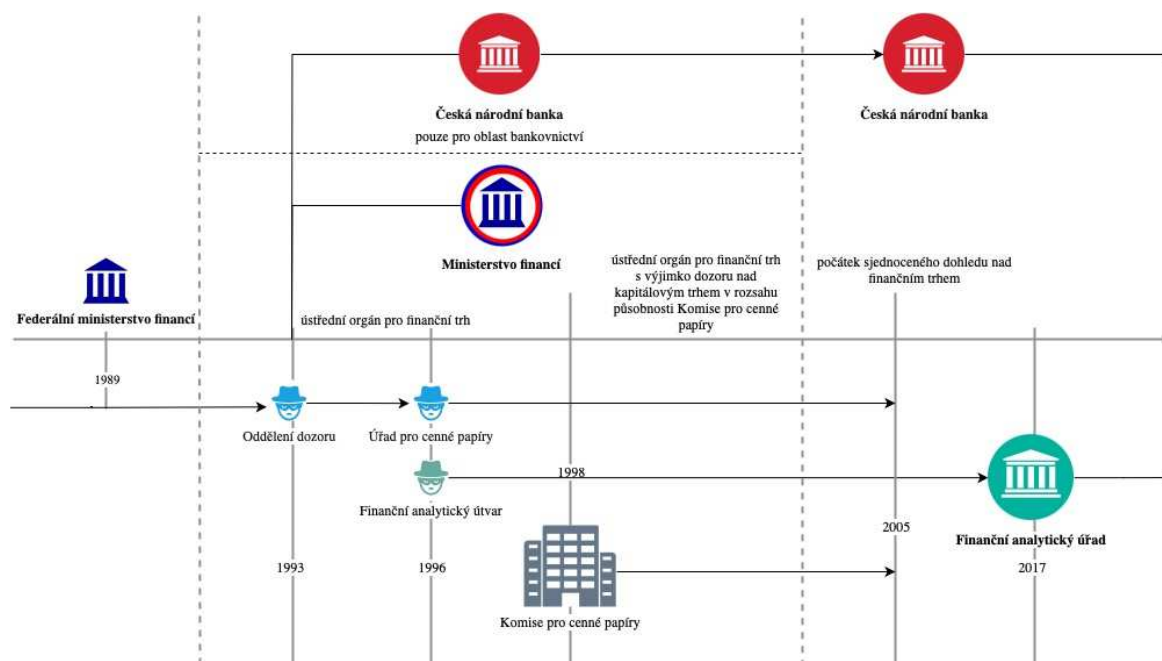 Česká národní banka
pouze pro oblast bankovnictví
Česká národní banka
Ministerstvo financí
ústřední orgán pro finanční trh
s výjimko dozoru nad
kapitálovým trhem v rozsahu
působnosti Komise pro cenné
papíry
počátek sjednoceného dohledu nad
finančním trhem
Federální ministerstvo financí
ústřední orgán pro finanční trh
1989
Oddělení dozoru
Úřad pro cenné papíry
1998
Finanční analytický útvar
2005
Finanční analytický úřad
1993
1996
2017
Komise pro cenné papíry